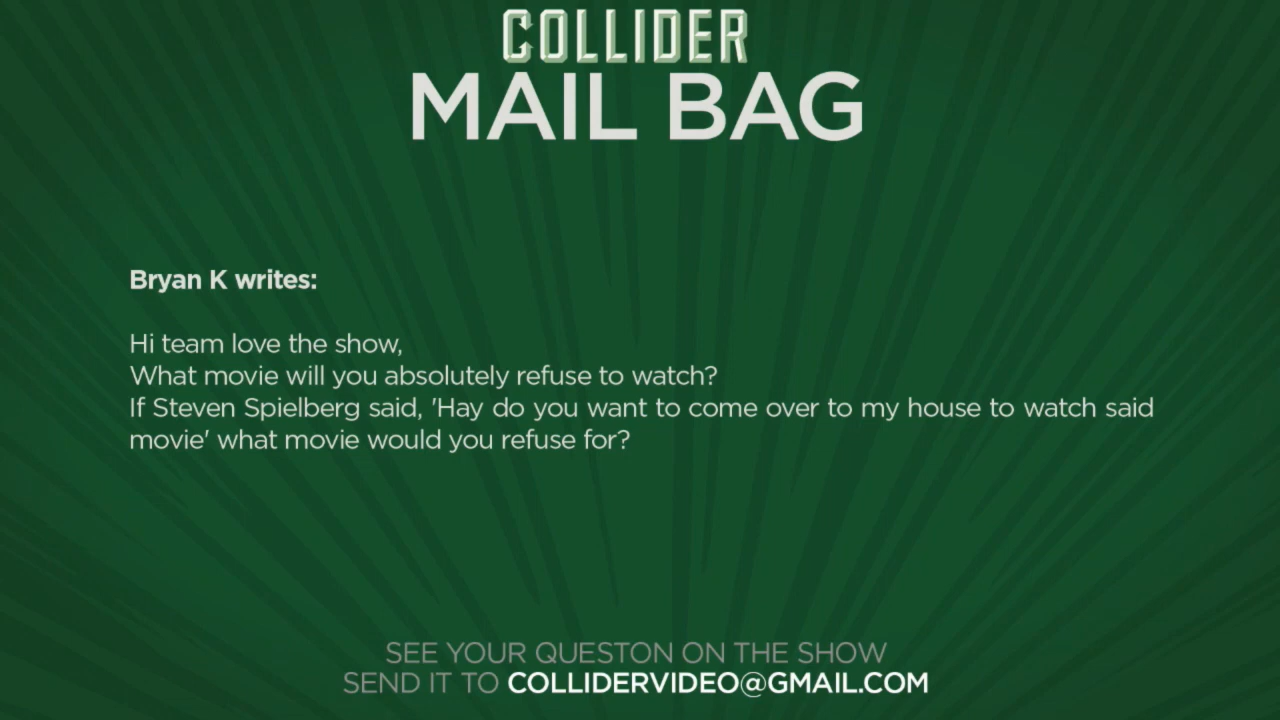 COLLIDER
MAIL BAG
Bryan K writes:
Hi team love the show,
What movie will you absolutely refuse to watch?
If Steven Spielberg said, 'Hay do you want to come over to my house to watch said
movie' what movie would you refuse for?
SEE YOUR QUESTON ON THE SHOW
SEND IT TO COLLIDERVIDEO@GMAIL.COM